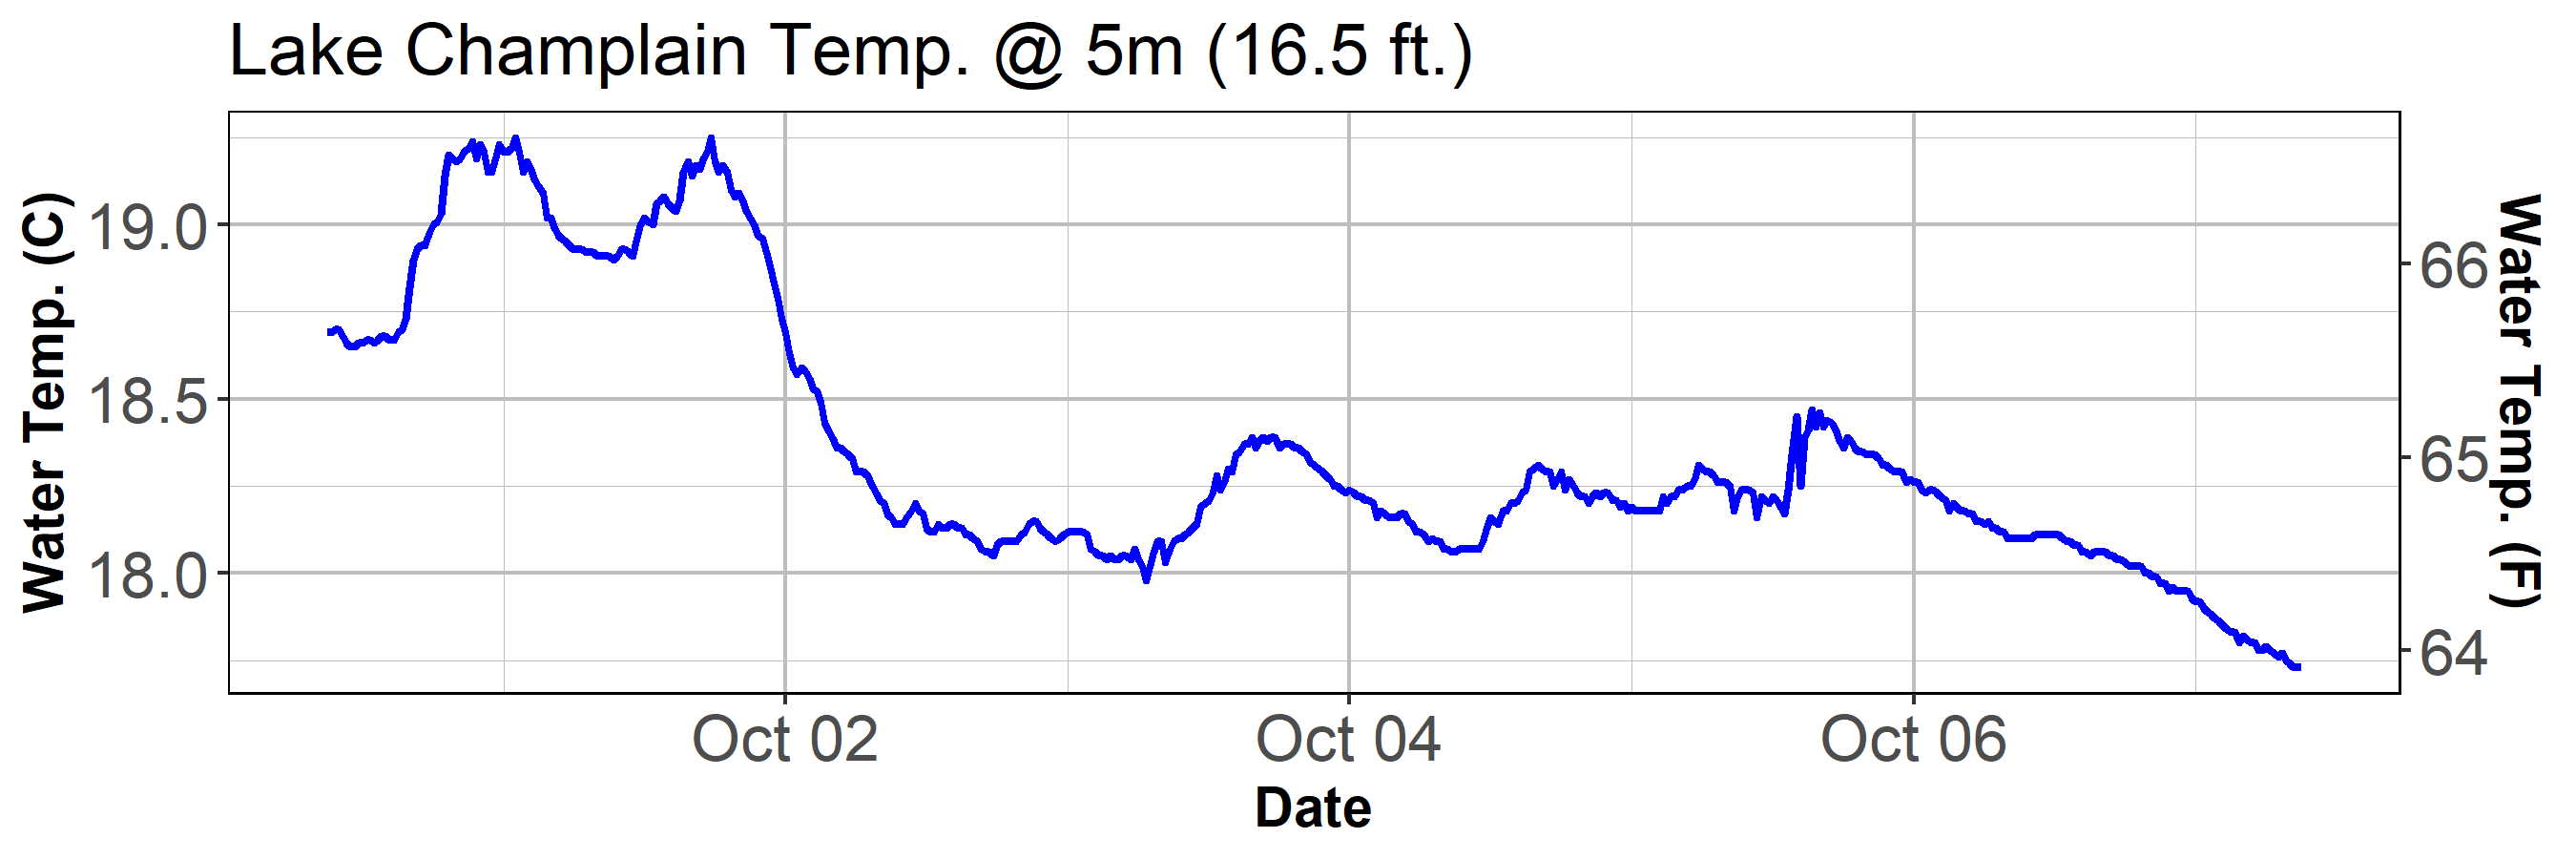 Lake Champlain Temp. @ 5m (16.5 ft.)
Water Temp. (C)
19.0
18.5
18.0
66
65
64
Water Temp. (F)
Oct 02
Oct 04
Oct 06
Date